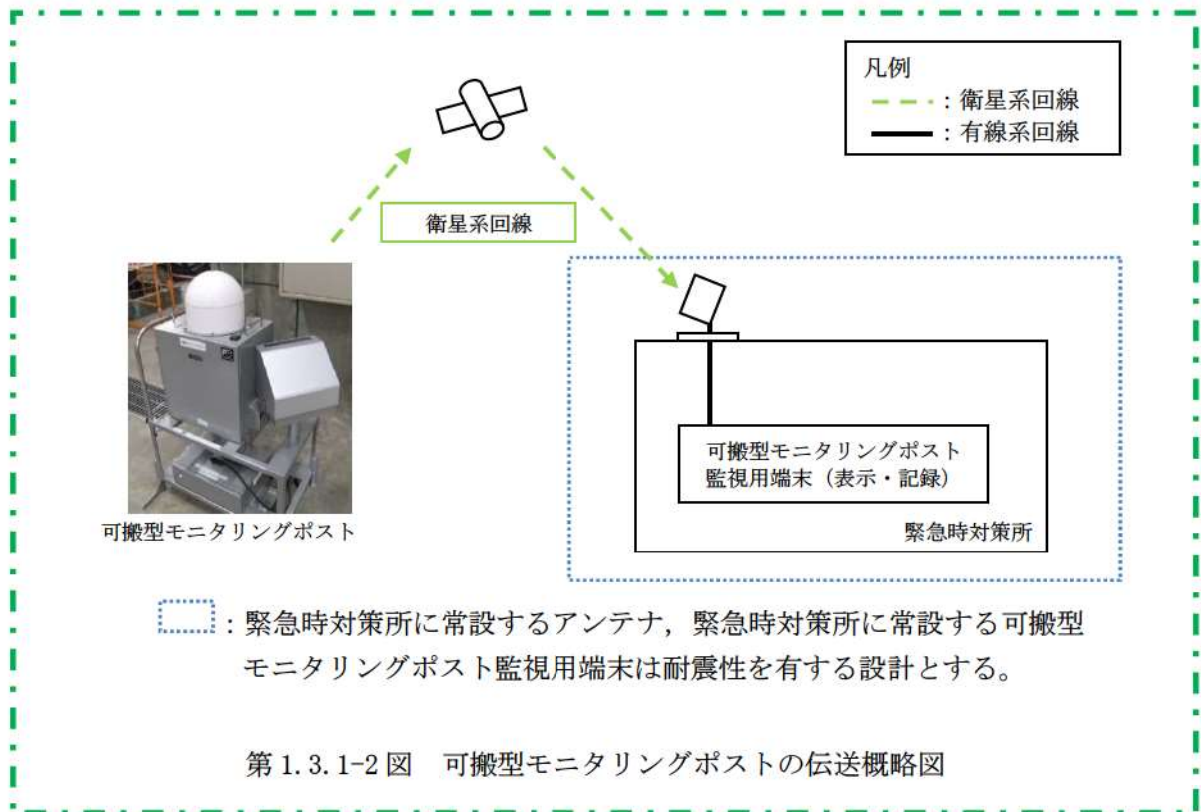 凡例
：衛星系回線
：有線系回線
衛星系回線
可搬型モニタリングポスト
監視用端末（表示・記録）
緊急時対策所
可搬型モニタリングポスト
：緊急時対策所に常設するアンテナ，緊急時対策所に常設する可搬型
モニタリングポスト監視用端末は耐震性を有する設計とする。
第1.3.1-2図　可搬型モニタリングポストの伝送概略図